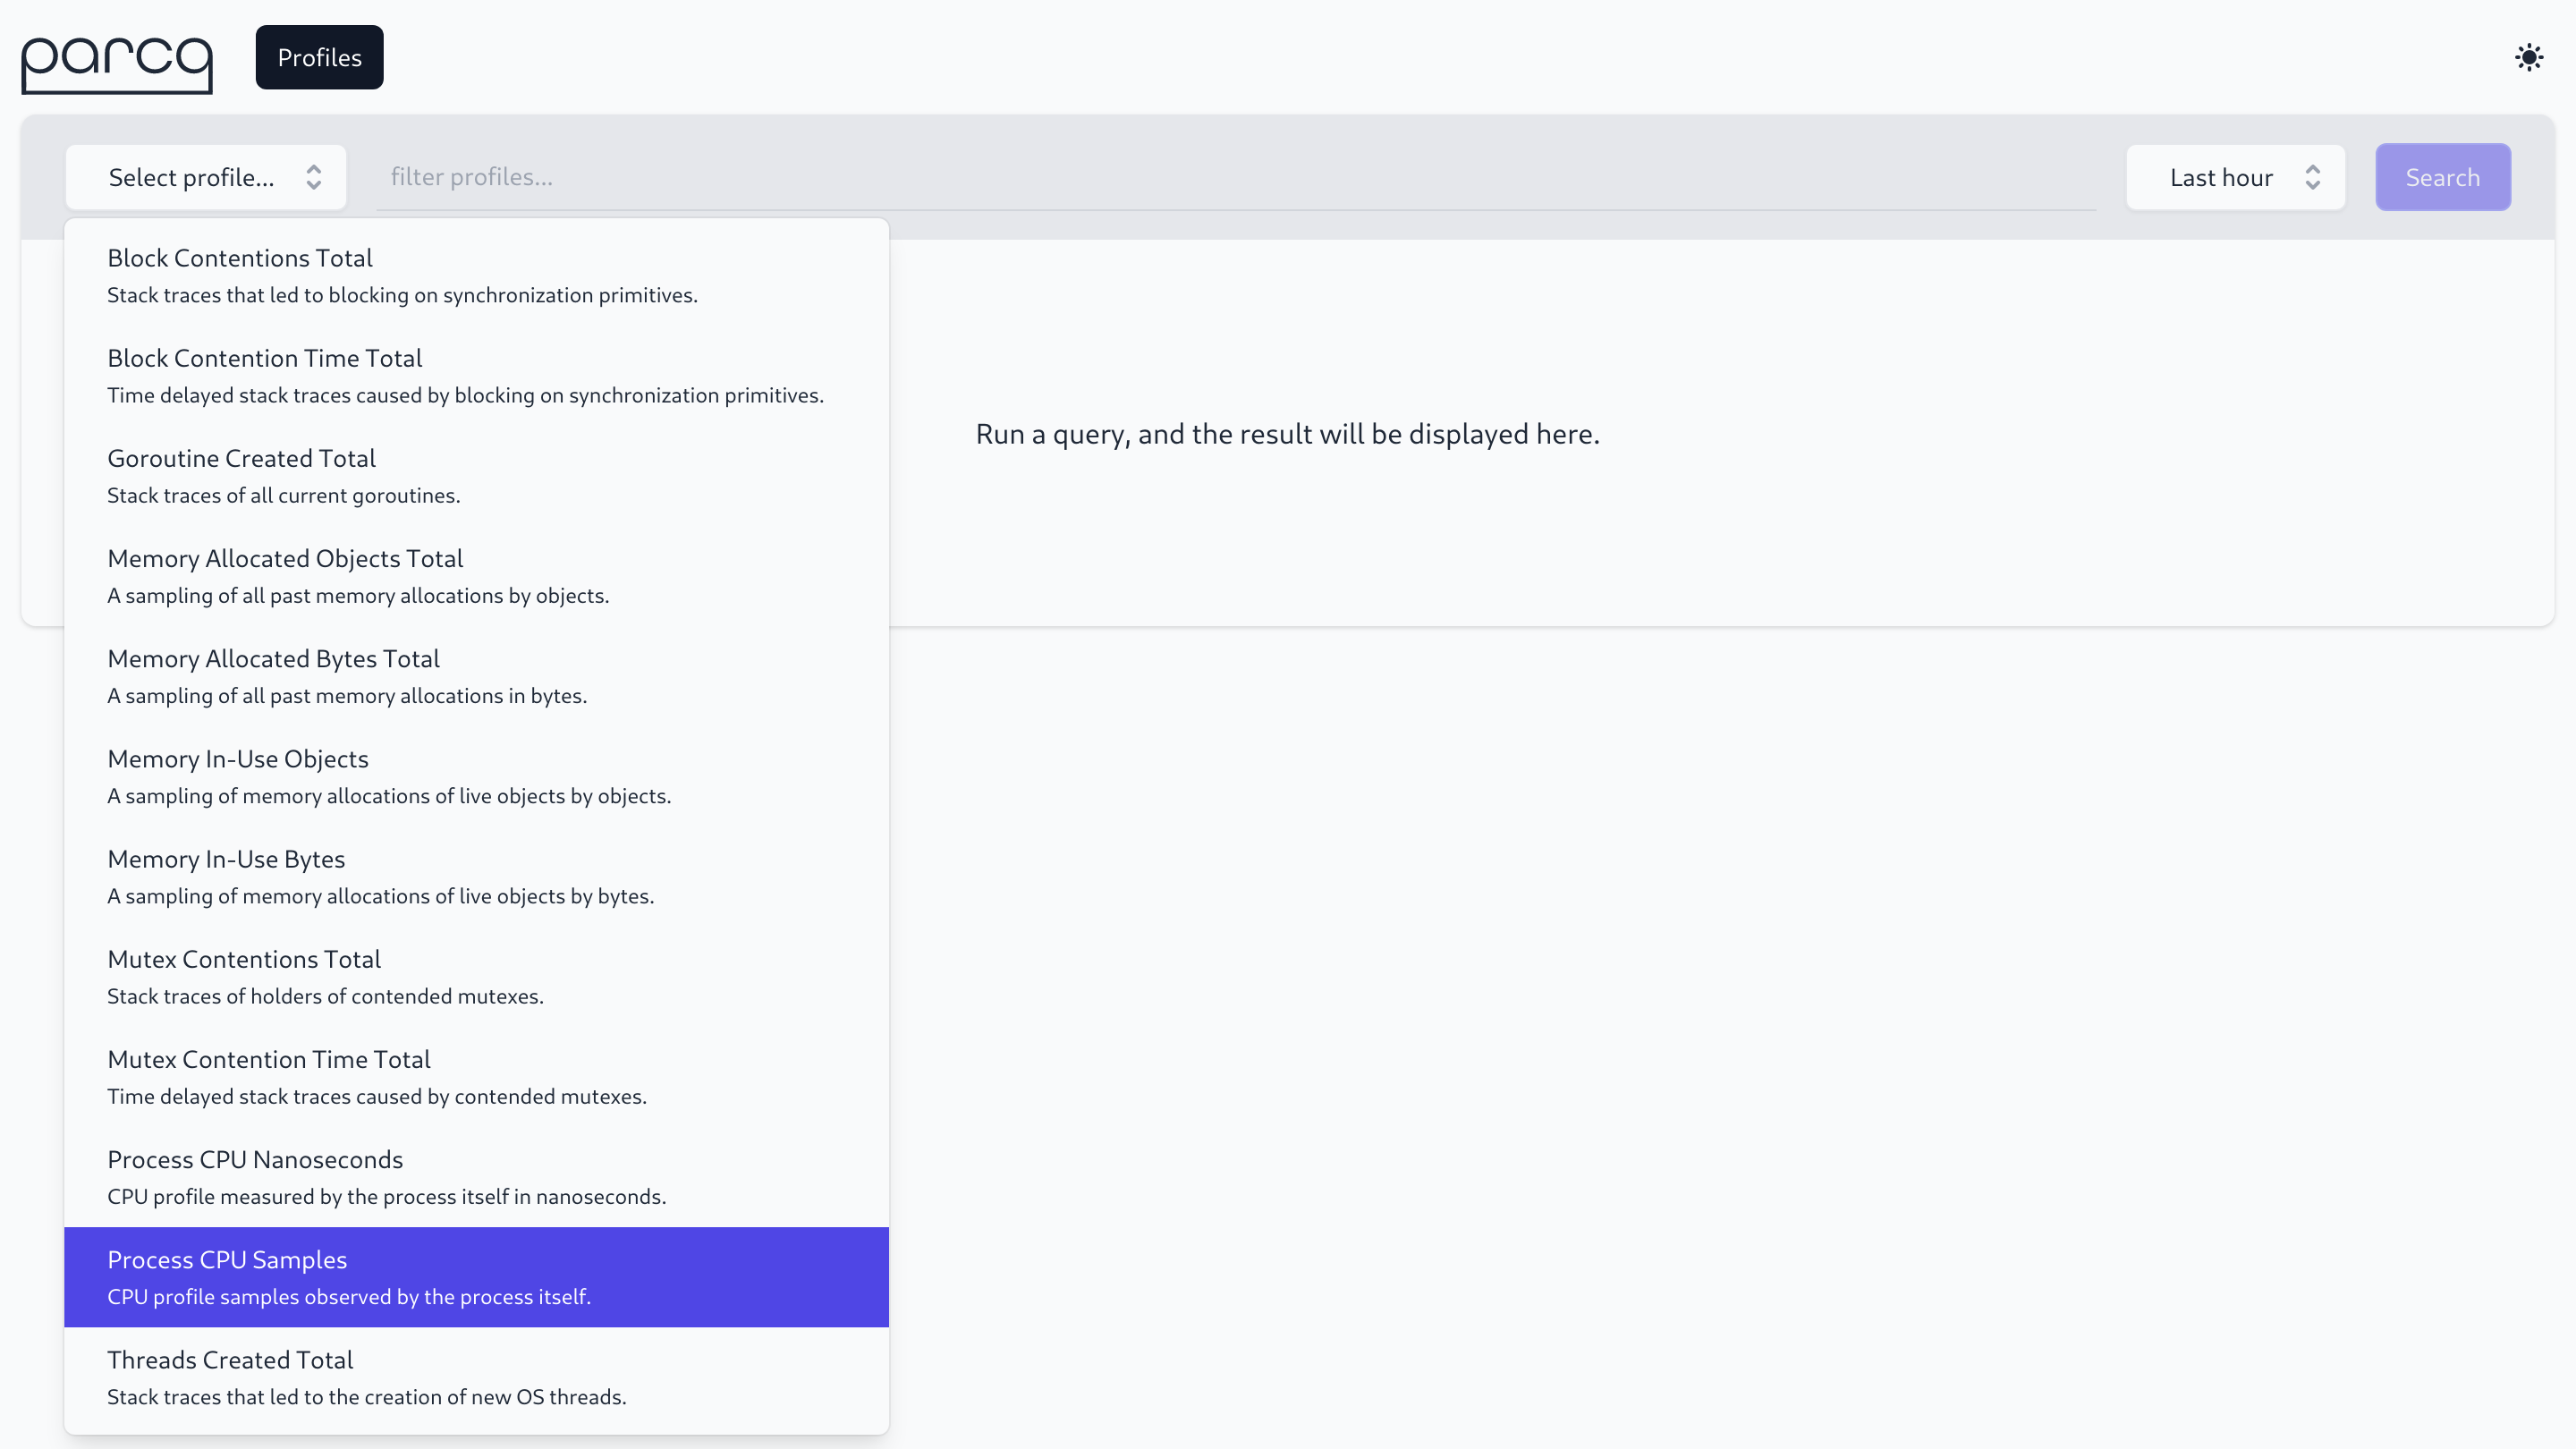 parca
Profiles
Select profile...
filter profiles...
Last hour
Search
Block Contentions Total
Stack traces that led to blocking on synchronization primitives.
Block Contention Time Total
Time delayed stack traces caused by blocking on synchronization primitives.
Goroutine Created Total
Stack traces of all current goroutines.
Memory Allocated Objects Total
A sampling of all past memory allocations by objects.
Memory Allocated Bytes Total
A sampling of all past memory allocations in bytes.
Memory In-Use Objects
A sampling of memory allocations of live objects by objects.
Memory In-Use Bytes
A sampling of memory allocations of live objects by bytes.
Mutex Contentions Total
Stack traces of holders of contended mutexes.
Mutex Contention Time Total
Time delayed stack traces caused by contended mutexes.
Process CPU Nanoseconds
CPU profile measured by the process itself in nanoseconds.
Process CPU Samples
CPU profile samples observed by the process itself.
Threads Created Total
Stack traces that led to the creation of new OS threads.
Run a query, and the result will be displayed here.